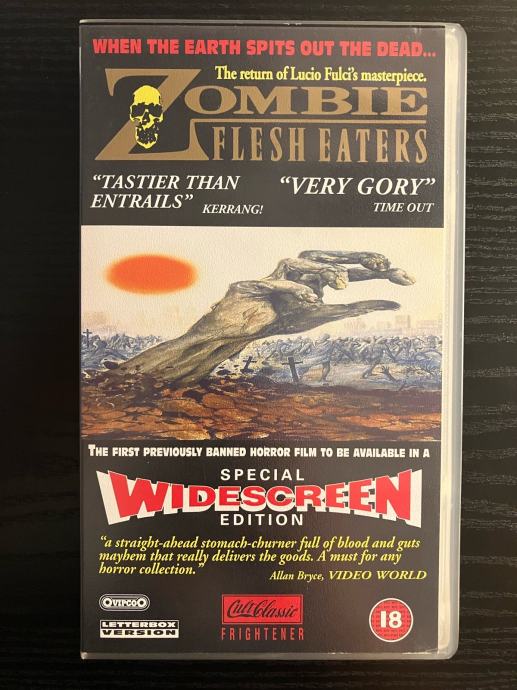 WHEN THE EARTH SPITS OUT THE DEAD...
The return of Lucio Fulci's masterpiece.
ZOMBIE
FLESH EATERS
"TASTIER THAN
ENTRAILS" KERRANG!
"VERY GORY"
TIME OUT
THE FIRST PREVIOUSLY BANNED HORROR FILM TO BE AVAILABLE IN A
SPECIAL
WIDESCREEN
EDITION
"a straight-ahead stomach-churner full of blood and guts
mayhem that really delivers the goods. A must for any
horror collection."
Allan Bryce, VIDEO WORLD
VIPCO
LETTERBOX
VERSION
Cult Classic
FRIGHTENER
18